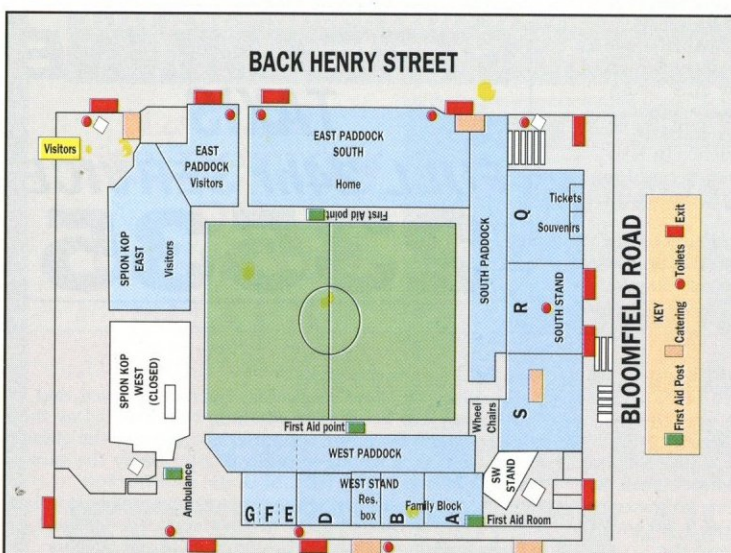 BACK HENRY STREET
Visitors
EAST
PADDOCK
Visitors
EAST PADDOCK
SOUTH
Home
SPION KOP
EAST
Visitors
First Aid point
SOUTH PADDOCK
Q
Tickets
Souvenirs
R
SOUTH STAND
S
SPION KOP
WEST
(CLOSED)
First Aid point
Wheel
Chairs
WEST PADDOCK
WEST STAND
Ambulance
G
F
E
D
Res.
box
B
Family Block
A
SW
STAND
First Aid Room
BLOOMFIELD ROAD
KEY
First Aid Post
Catering
Toilets
Exit